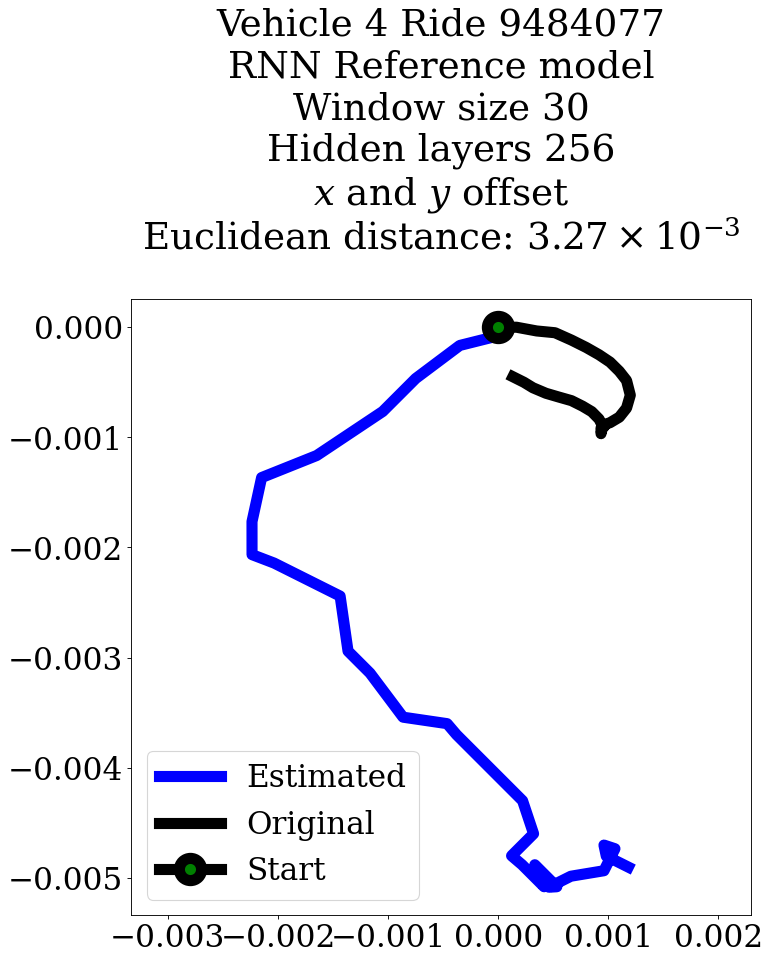 Vehicle 4 Ride 9484077
RNN Reference model
Window size 30
Hidden layers 256
x and y offset
Euclidean distance: 3.27 × 10⁻³
0.000
−0.001
−0.002
−0.003
−0.004
−0.005
Estimated
Original
Start
−0.003 −0.002 −0.001 0.000 0.001 0.002